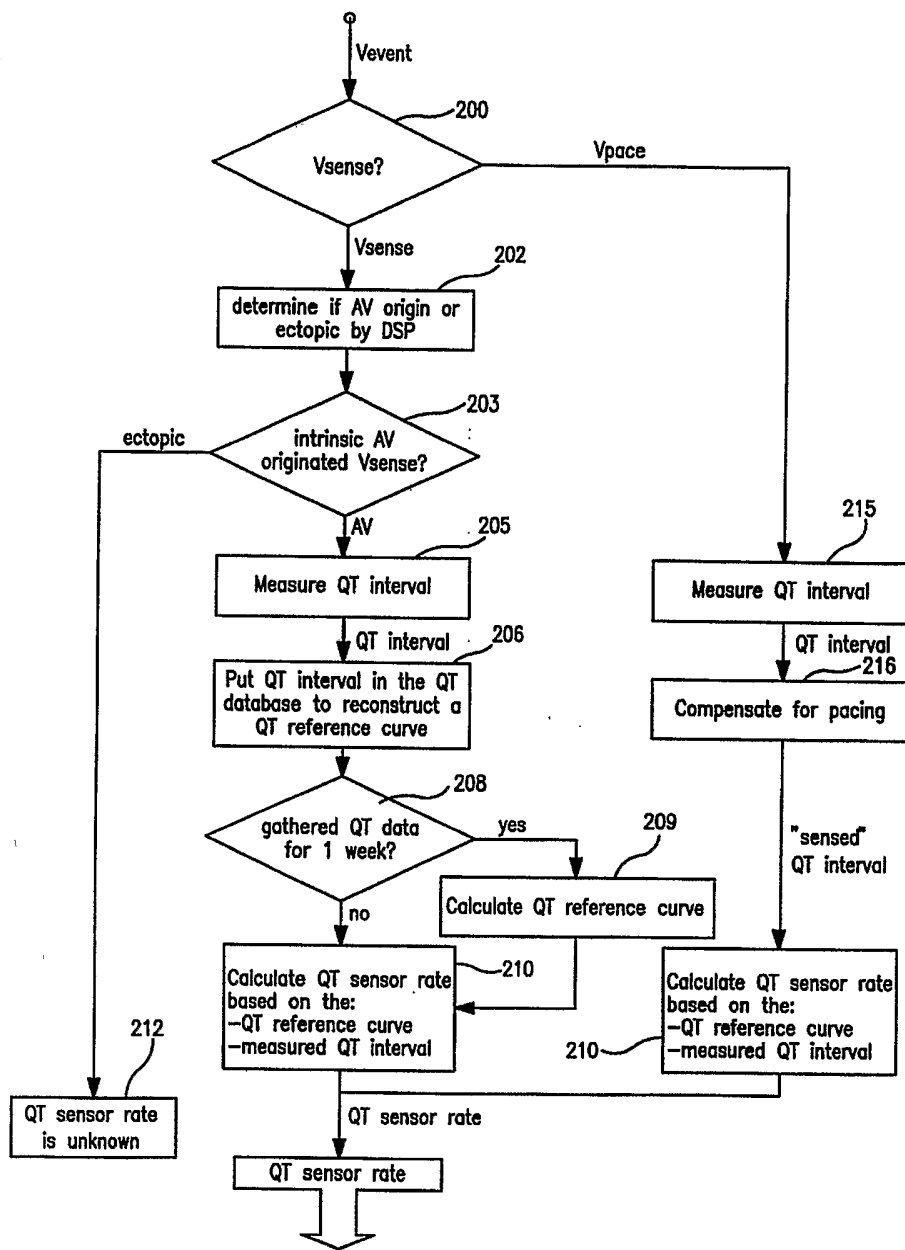 Vevent
200
Vsense?
Vpace
Vsense
202
determine if AV origin or
ectopic by DSP
203
ectopic
intrinsic AV
originated Vsense?
AV
205
215
Measure QT interval
Measure QT interval
QT interval
206
QT interval
216
Put QT interval in the QT
database to reconstruct a
QT reference curve
Compensate for pacing
208
gathered QT data
for 1 week?
yes
209
"sensed"
QT interval
Calculate QT reference curve
no
210
Calculate QT sensor rate
based on the:
-QT reference curve
-measured QT interval
Calculate QT sensor rate
based on the:
-QT reference curve
-measured QT interval
210
212
QT sensor rate
is unknown
QT sensor rate
QT sensor rate